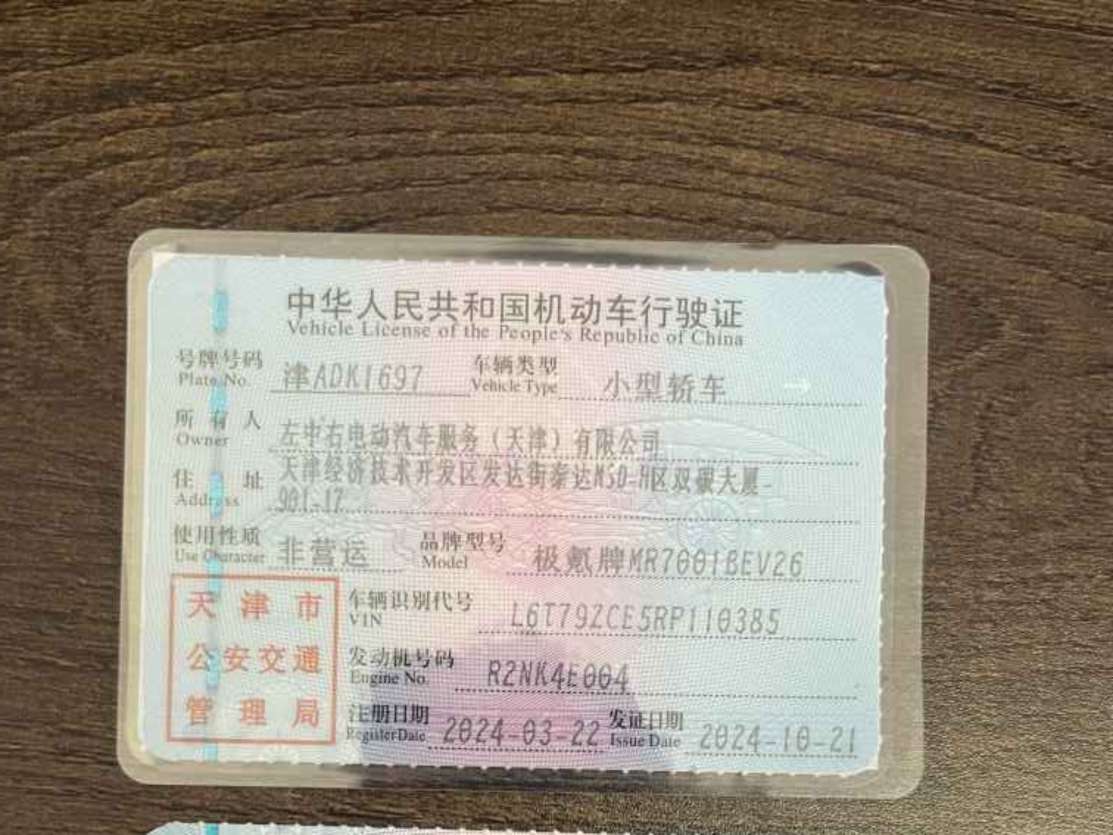 中华人民共和国机动车行驶证
Vehicle License of the People's Republic of China
号牌号码 津ADK1697 车辆类型 小型轿车
Plate No. Vehicle Type
所有人 左中右电动汽车服务（天津）有限公司
Owner
住址 天津经济技术开发区发达街泰达MSD-H区双碳大厦-
Address 901-17
使用性质 非营运 品牌型号 极氪牌MR7001BEV26
Use Character Model
天津市 车辆识别代号 L6T79ZCE5RP110385
VIN
公安交通 发动机号码 R2NK4E004
Engine No.
管理局 注册日期 2024-03-22 发证日期 2024-10-21
Register Date Issue Date